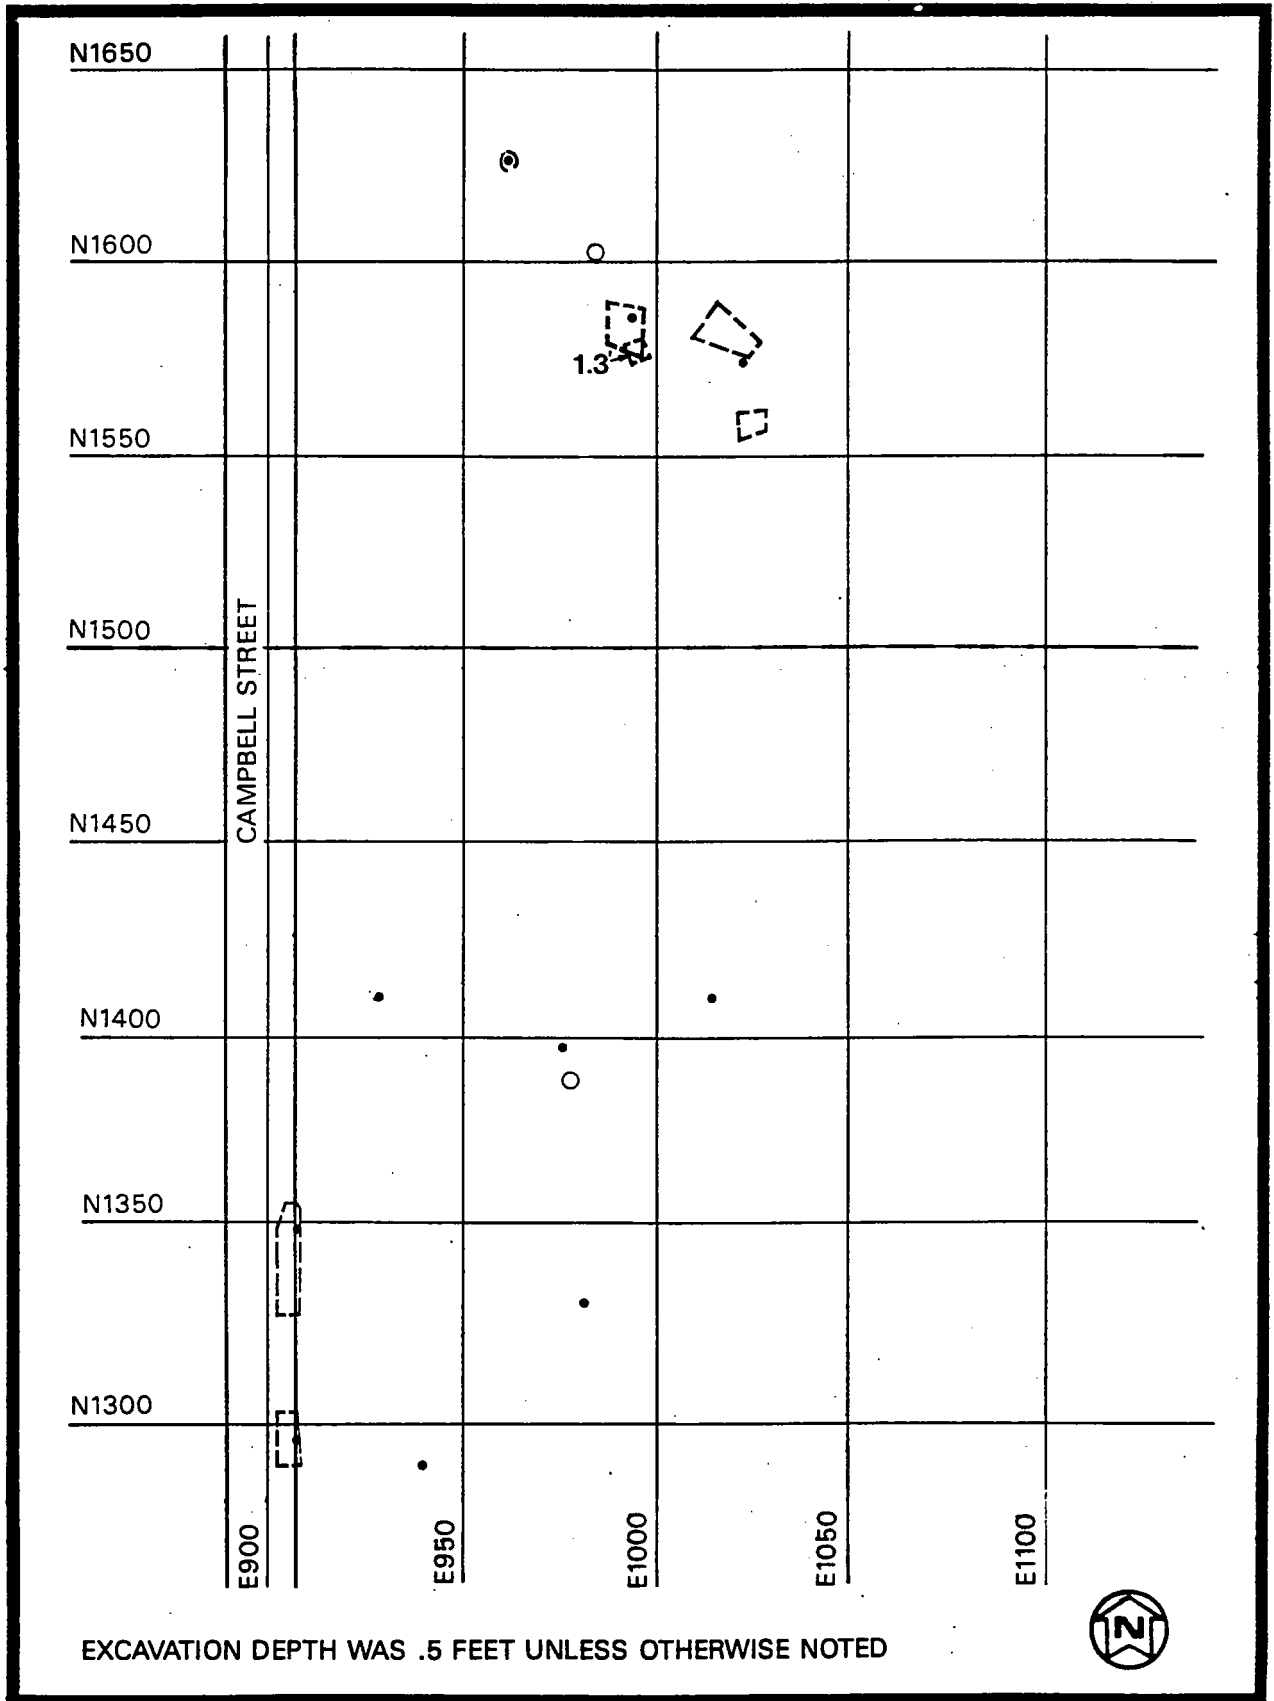 N1650
N1600
1.3
N1550
N1500
CAMPBELL STREET
N1450
N1400
N1350
N1300
E900
E950
E1000
E1050
E1100
N
EXCAVATION DEPTH WAS .5 FEET UNLESS OTHERWISE NOTED